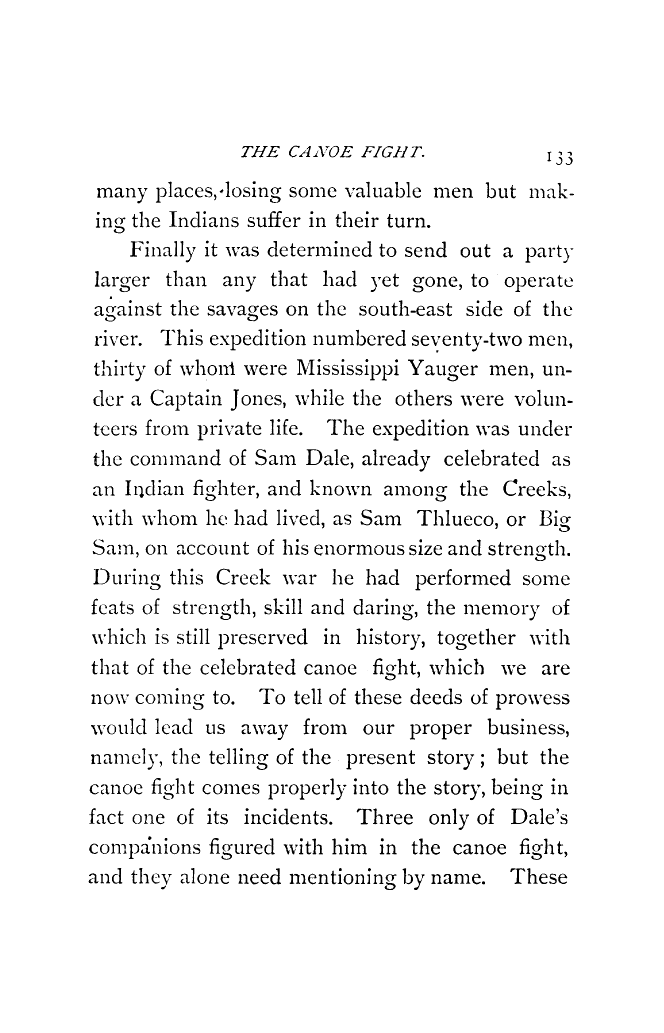 THE CANOE FIGHT. 133
many places, losing some valuable men but mak-
ing the Indians suffer in their turn.
Finally it was determined to send out a party
larger than any that had yet gone, to operate
against the savages on the south-east side of the
river. This expedition numbered seventy-two men,
thirty of whom were Mississippi Yauger men, un-
der a Captain Jones, while the others were volun-
teers from private life. The expedition was under
the command of Sam Dale, already celebrated as
an Indian fighter, and known among the Creeks,
with whom he had lived, as Sam Thlueco, or Big
Sam, on account of his enormous size and strength.
During this Creek war he had performed some
feats of strength, skill and daring, the memory of
which is still preserved in history, together with
that of the celebrated canoe fight, which we are
now coming to. To tell of these deeds of prowess
would lead us away from our proper business,
namely, the telling of the present story; but the
canoe fight comes properly into the story, being in
fact one of its incidents. Three only of Dale's
companions figured with him in the canoe fight,
and they alone need mentioning by name. These